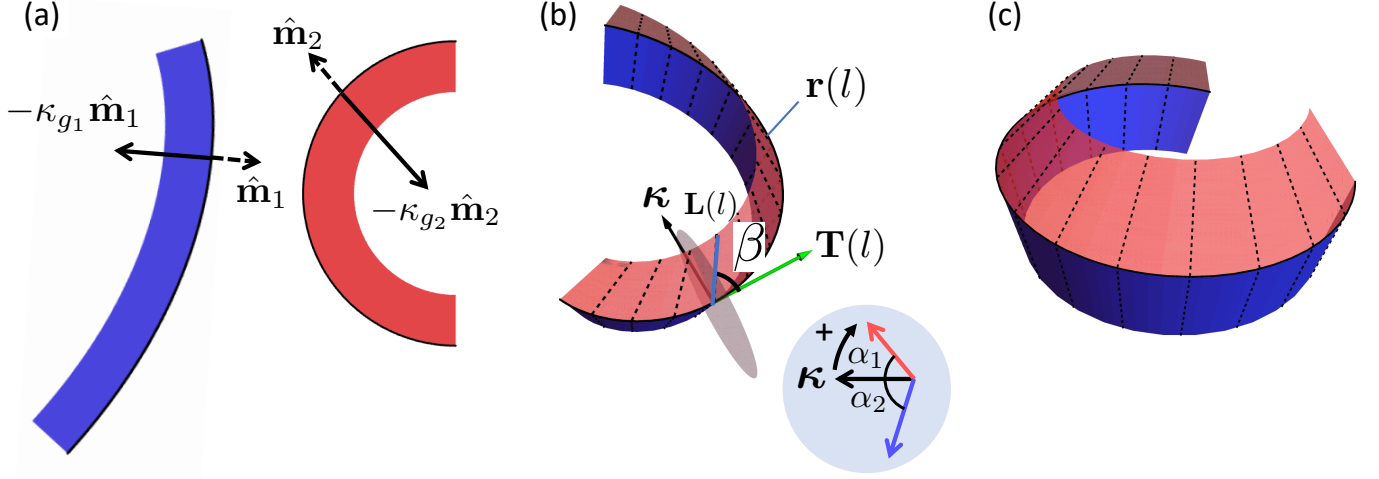 (a)
−κg₁ m̂₁
m̂₁
m̂₂
−κg₂ m̂₂
(b)
r(l)
κ
L(l)
β
T(l)
+
α₁
κ
α₂
(c)